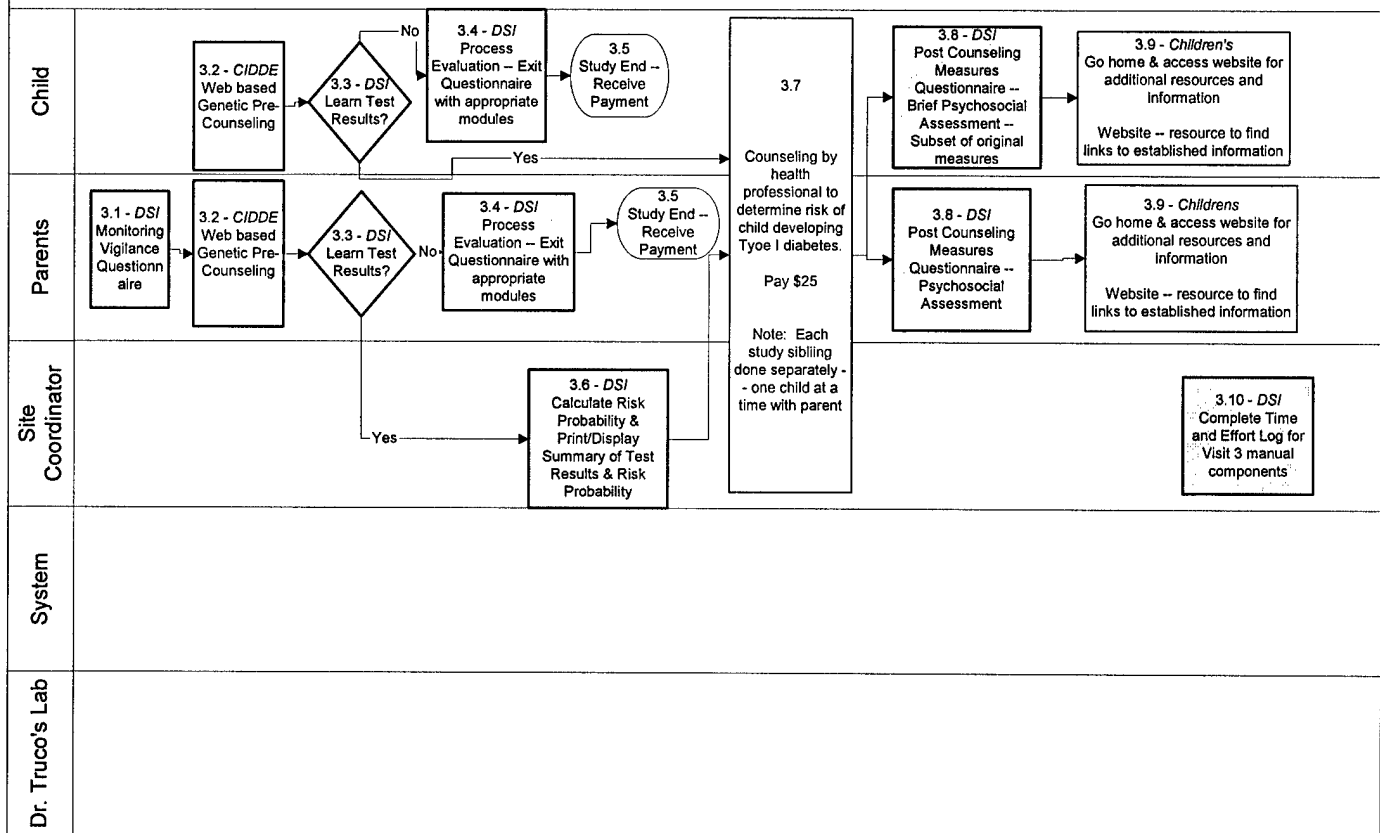 Child
3.2 - CIDDE
Web based
Genetic Pre-
Counseling
3.3 - DSI
Learn Test
Results?
No
3.4 - DSI
Process
Evaluation -- Exit
Questionnaire
with appropriate
modules
3.5
Study End --
Receive
Payment
Yes
3.7
Counseling by
health
professional to
determine risk of
child developing
Tyoe I diabetes.
Pay $25
Note: Each
study sibliing
done separately -
- one child at a
time with parent
3.8 - DSI
Post Counseling
Measures
Questionnaire --
Brief Psychosocial
Assessment --
Subset of original
measures
3.9 - Children's
Go home & access website for
additional resources and
information
Website -- resource to find
links to established information
Parents
3.1 - DSI
Monitoring
Vigilance
Questionn
aire
3.2 - CIDDE
Web based
Genetic Pre-
Counseling
3.3 - DSI
Learn Test
Results?
No
3.4 - DSI
Process
Evaluation -- Exit
Questionnaire with
appropriate
modules
3.5
Study End --
Receive
Payment
3.8 - DSI
Post Counseling
Measures
Questionnaire --
Psychosocial
Assessment
3.9 - Childrens
Go home & access website for
additional resources and
information
Website -- resource to find
links to established information
Site
Coordinator
Yes
3.6 - DSI
Calculate Risk
Probability &
Print/Display
Summary of Test
Results & Risk
Probability
3.10 - DSI
Complete Time
and Effort Log for
Visit 3 manual
components
System
Dr. Truco's Lab